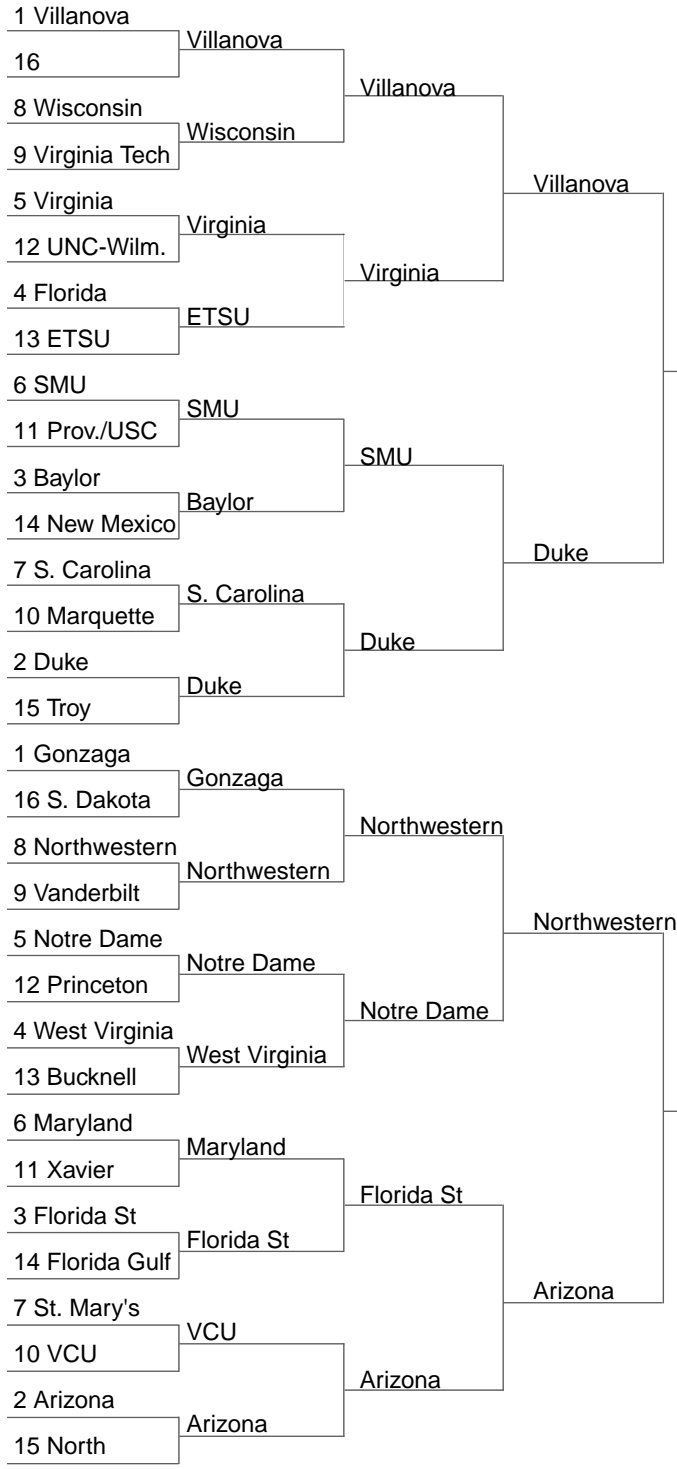 1 Villanova
16
8 Wisconsin
9 Virginia Tech
5 Virginia
12 UNC-Wilm.
4 Florida
13 ETSU
6 SMU
11 Prov./USC
3 Baylor
14 New Mexico
7 S. Carolina
10 Marquette
2 Duke
15 Troy
1 Gonzaga
16 S. Dakota
8 Northwestern
9 Vanderbilt
5 Notre Dame
12 Princeton
4 West Virginia
13 Bucknell
6 Maryland
11 Xavier
3 Florida St
14 Florida Gulf
7 St. Mary's
10 VCU
2 Arizona
15 North
Villanova
Wisconsin
Virginia
ETSU
SMU
Baylor
S. Carolina
Duke
Gonzaga
Northwestern
Notre Dame
West Virginia
Maryland
Florida St
VCU
Arizona
Villanova
Virginia
SMU
Duke
Northwestern
Notre Dame
Florida St
Arizona
Villanova
Duke
Northwestern
Arizona